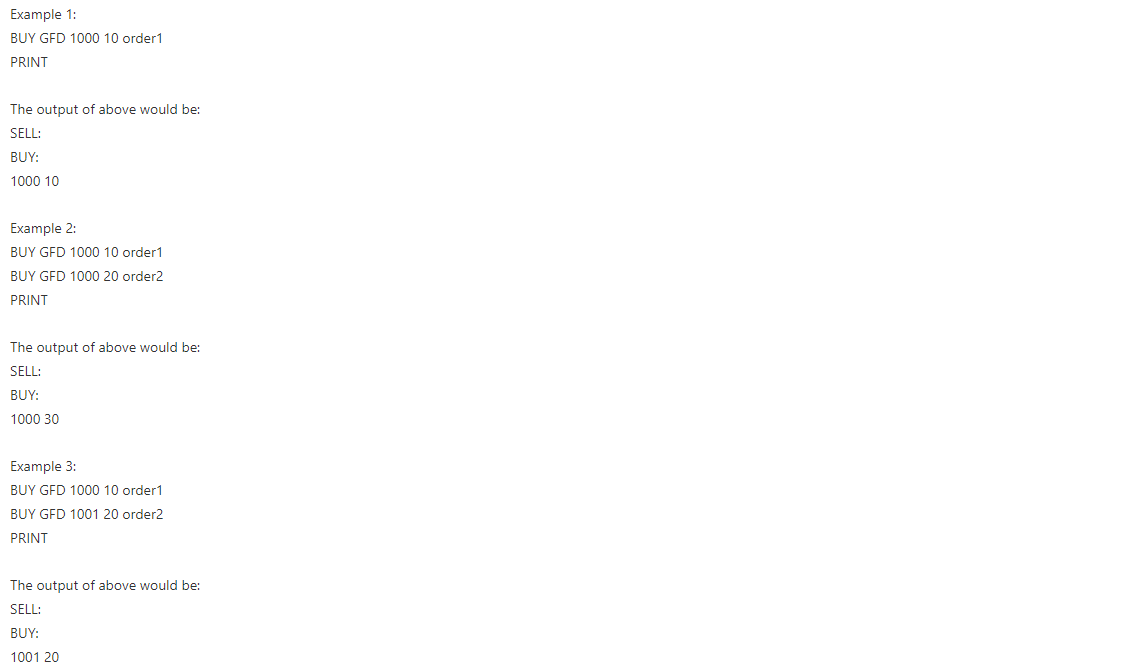 Example 1:
BUY GFD 1000 10 order1
PRINT
The output of above would be:
SELL:
BUY:
1000 10
Example 2:
BUY GFD 1000 10 order1
BUY GFD 1000 20 order2
PRINT
The output of above would be:
SELL:
BUY:
1000 30
Example 3:
BUY GFD 1000 10 order1
BUY GFD 1001 20 order2
PRINT
The output of above would be:
SELL:
BUY:
1001 20